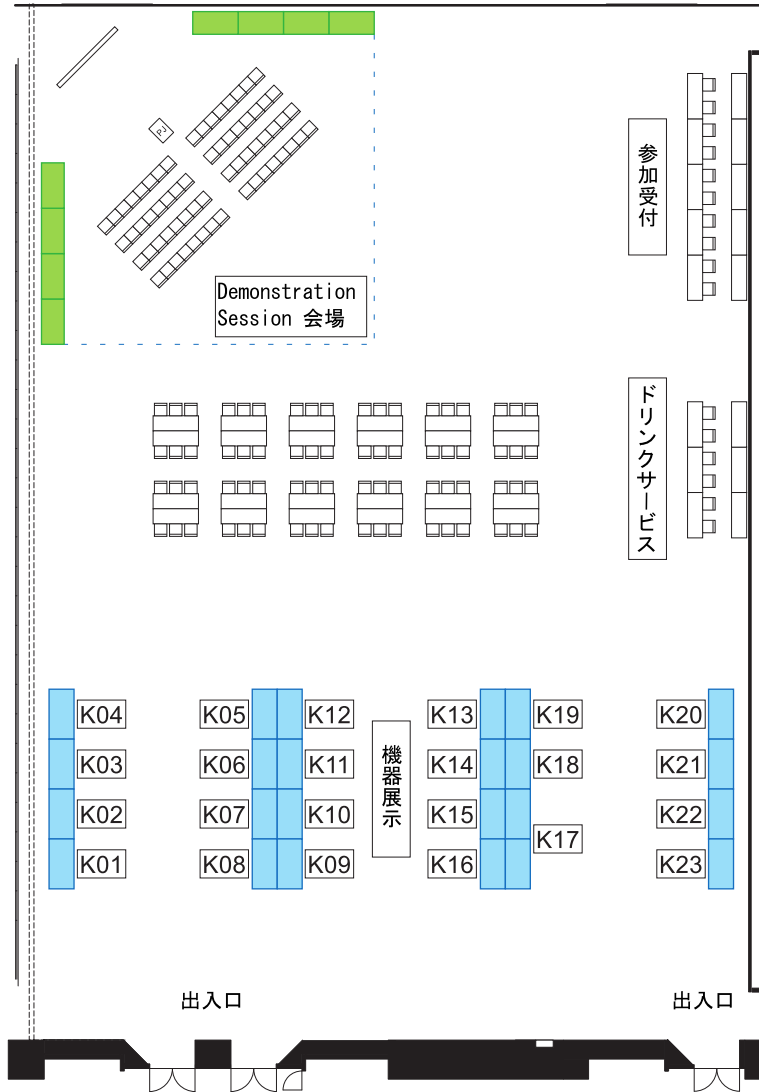 PJ
参加受付
Demonstration
Session 会場
ドリンクサービス
K04
K05
K12
K13
K19
K20
K03
K06
K11
機器展示
K14
K18
K21
K02
K07
K10
K15
K22
K17
K01
K08
K09
K16
K23
出入口
出入口